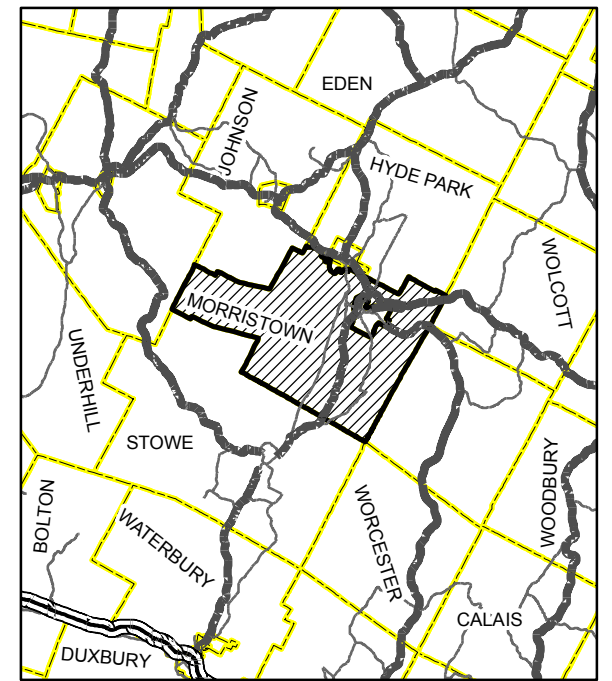 EDEN
JOHNSON
HYDE PARK
WOLCOTT
MORRISTOWN
UNDERHILL
STOWE
WOODBURY
BOLTON
WORCESTER
WATERBURY
CALAIS
DUXBURY